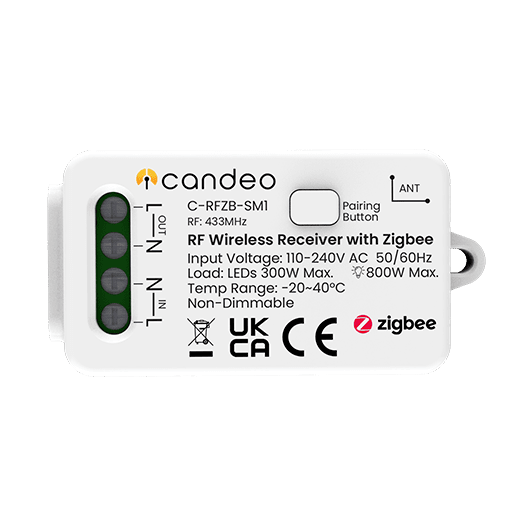 candeo
C-RFZB-SM1
RF: 433MHz
Pairing
Button
ANT
L
OUT
N
N
IN
L
RF Wireless Receiver with Zigbee
Input Voltage: 110-240V AC 50/60Hz
Load: LEDs 300W Max. 800W Max.
Temp Range: -20~40°C
Non-Dimmable
UK
CA
CE
zigbee